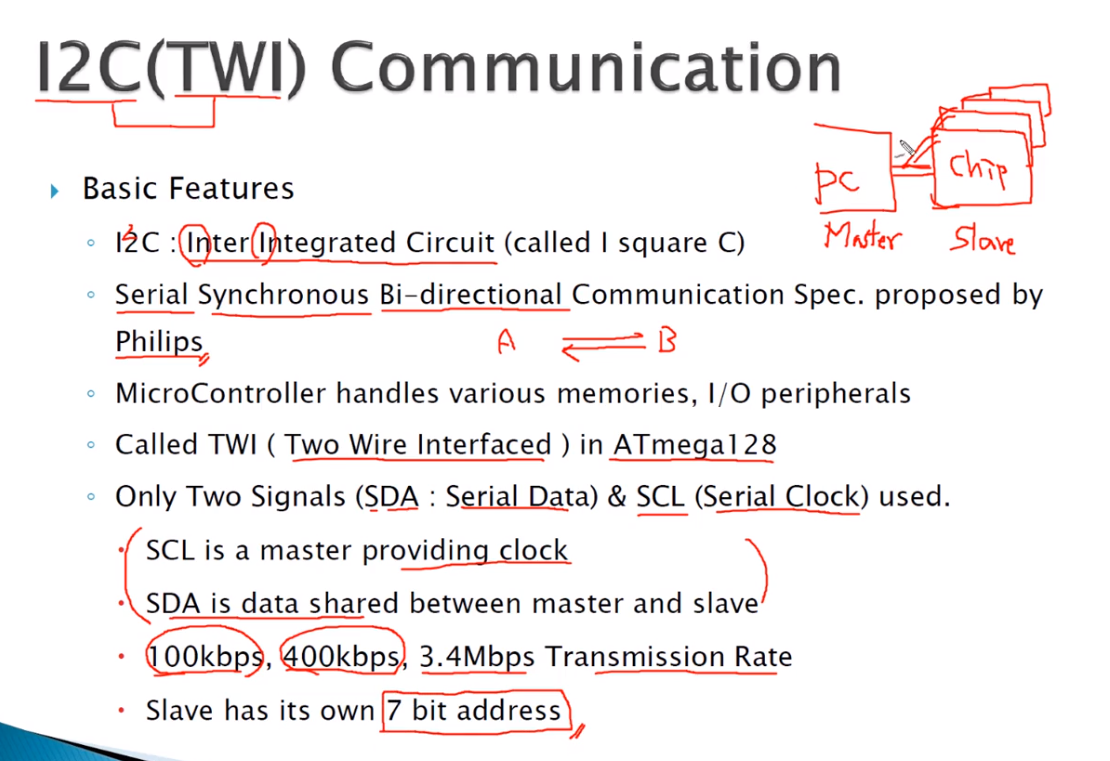 I2C(TWI) Communication
Basic Features
I2C : Inter Integrated Circuit (called I square C)
2
Serial Synchronous Bi-directional Communication Spec. proposed by
Philips
A B
MicroController handles various memories, I/O peripherals
Called TWI ( Two Wire Interfaced ) in ATmega128
Only Two Signals (SDA : Serial Data) & SCL (Serial Clock) used.
SCL is a master providing clock
SDA is data shared between master and slave
100kbps, 400kbps, 3.4Mbps Transmission Rate
Slave has its own 7 bit address
pc chip
Master Slave